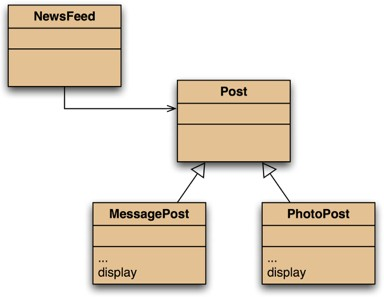 NewsFeed
Post
MessagePost
...
display
PhotoPost
...
display